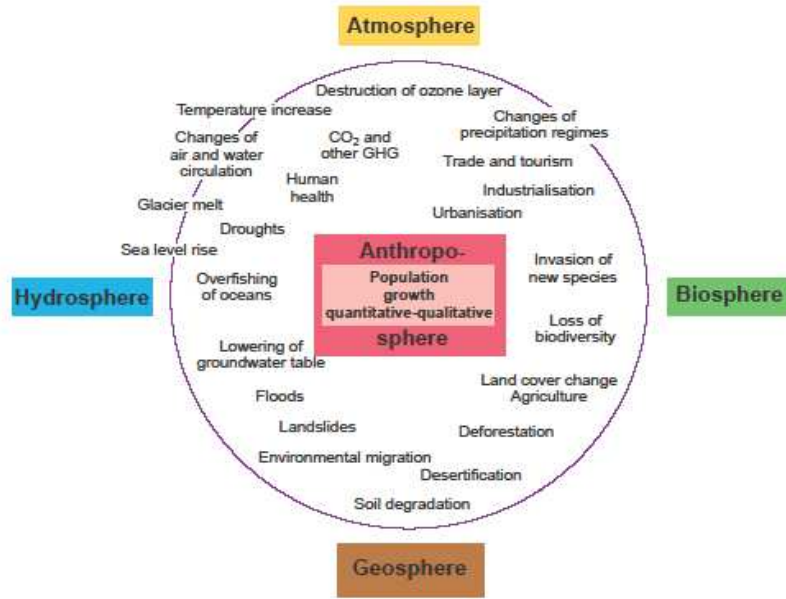 Atmosphere
Destruction of ozone layer
Temperature increase
Changes of
precipitation regimes
Changes of
air and water
circulation
CO₂ and
other GHG
Trade and tourism
Human
health
Industrialisation
Glacier melt
Urbanisation
Droughts
Sea level rise
Anthropo-
Population
growth
quantitative-qualitative
sphere
Invasion of
new species
Hydrosphere
Overfishing
of oceans
Biosphere
Loss of
biodiversity
Lowering of
groundwater table
Land cover change
Agriculture
Floods
Landslides
Deforestation
Environmental migration
Desertification
Soil degradation
Geosphere